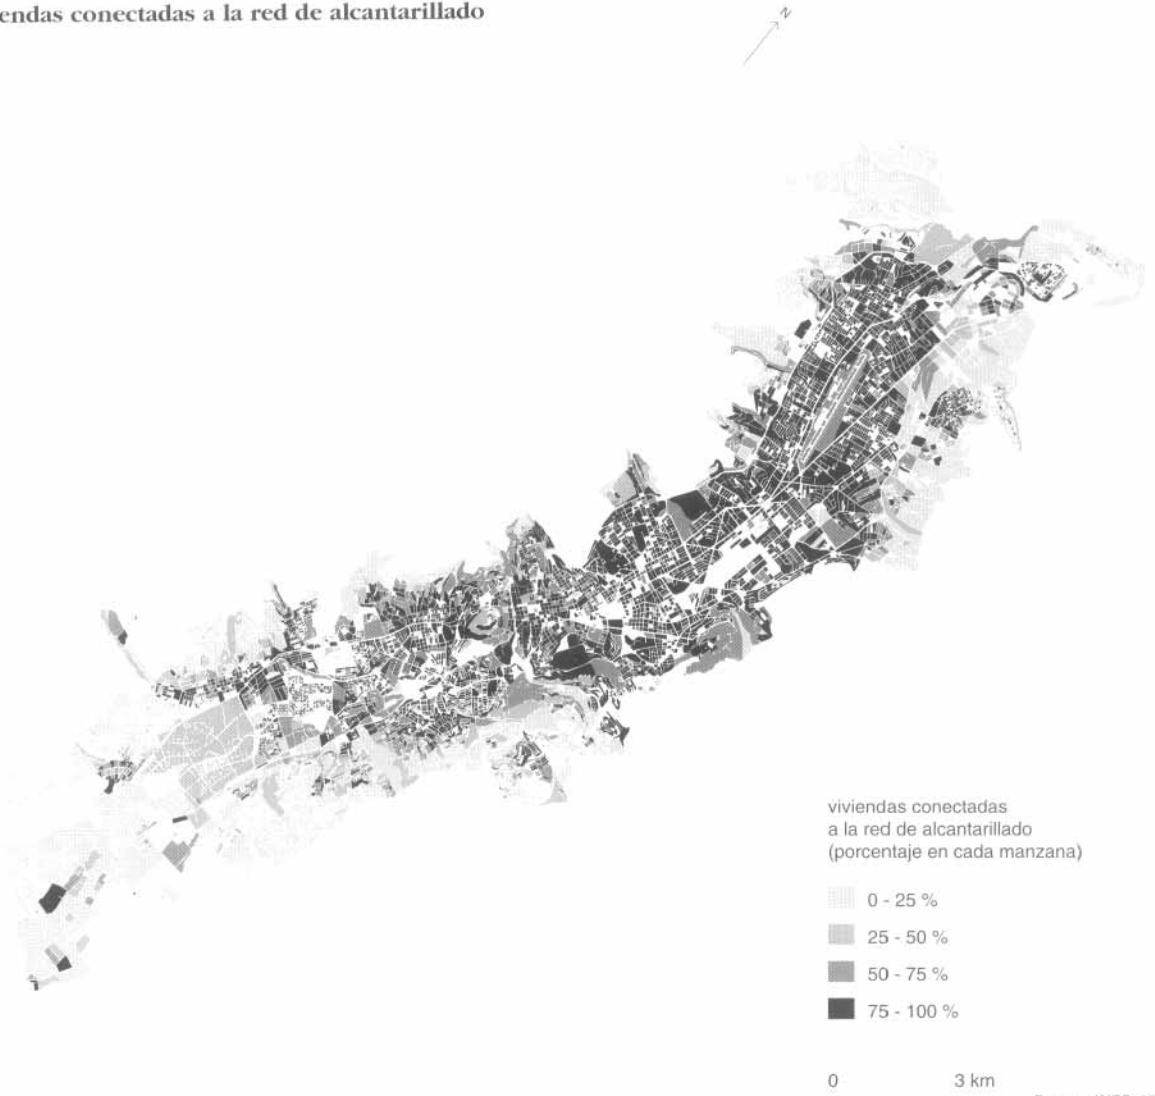 endas conectadas a la red de alcantarillado
N
viviendas conectadas
a la red de alcantarillado
(porcentaje en cada manzana)
0 - 25 %
25 - 50 %
50 - 75 %
75 - 100 %
0 3 km